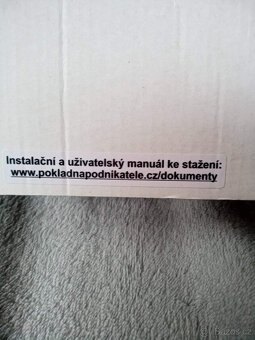 Instalační a uživatelský manuál ke stažení:
www.pokladnapodnikatele.cz/dokumenty